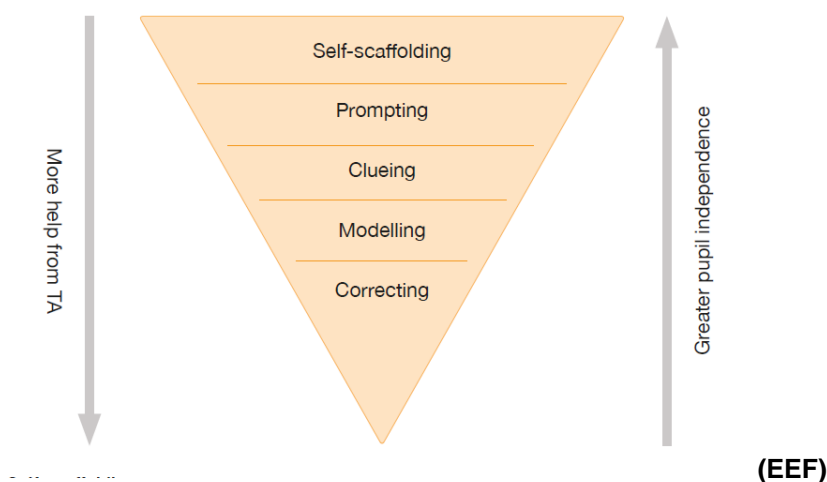 Self-scaffolding
Prompting
Clueing
Modelling
Correcting
More help from TA
Greater pupil independence
(EEF)